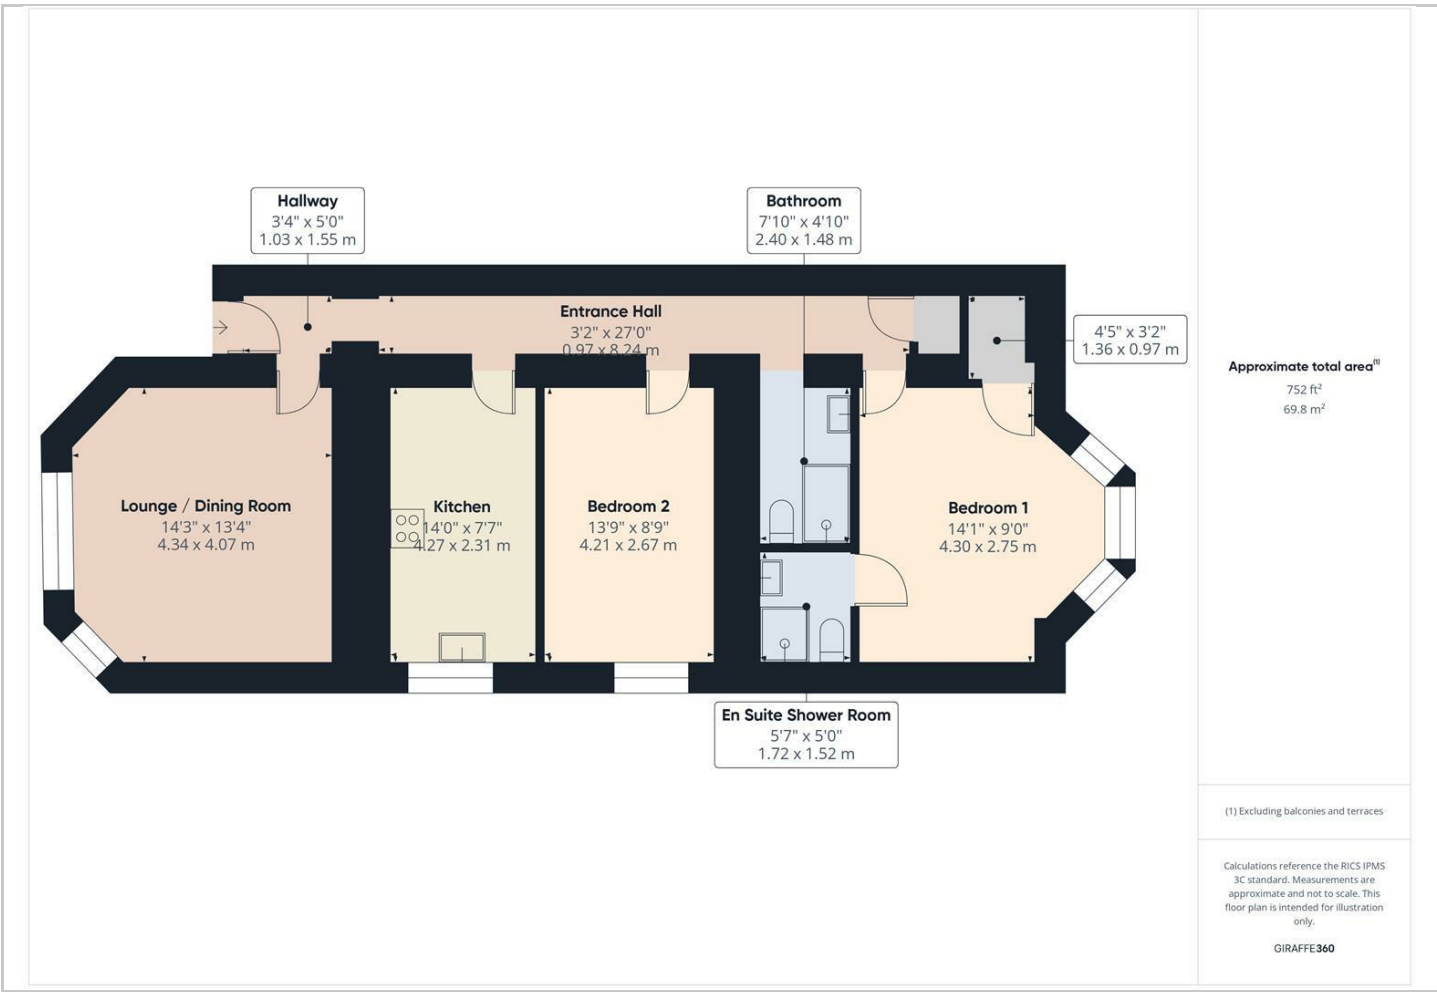 Hallway
3'4" x 5'0"
1.03 x 1.55 m
Bathroom
7'10" x 4'10"
2.40 x 1.48 m
Entrance Hall
3'2" x 27'0"
0.97 x 8.24 m
4'5" x 3'2"
1.36 x 0.97 m
Lounge / Dining Room
14'3" x 13'4"
4.34 x 4.07 m
Kitchen
14'0" x 7'7"
4.27 x 2.31 m
Bedroom 2
13'9" x 8'9"
4.21 x 2.67 m
Bedroom 1
14'1" x 9'0"
4.30 x 2.75 m
En Suite Shower Room
5'7" x 5'0"
1.72 x 1.52 m
Approximate total area(1)
752 ft²
69.8 m²
(1) Excluding balconies and terraces
Calculations reference the RICS IPMS
3C standard. Measurements are
approximate and not to scale. This
floor plan is intended for illustration
only.
GIRAFFE360